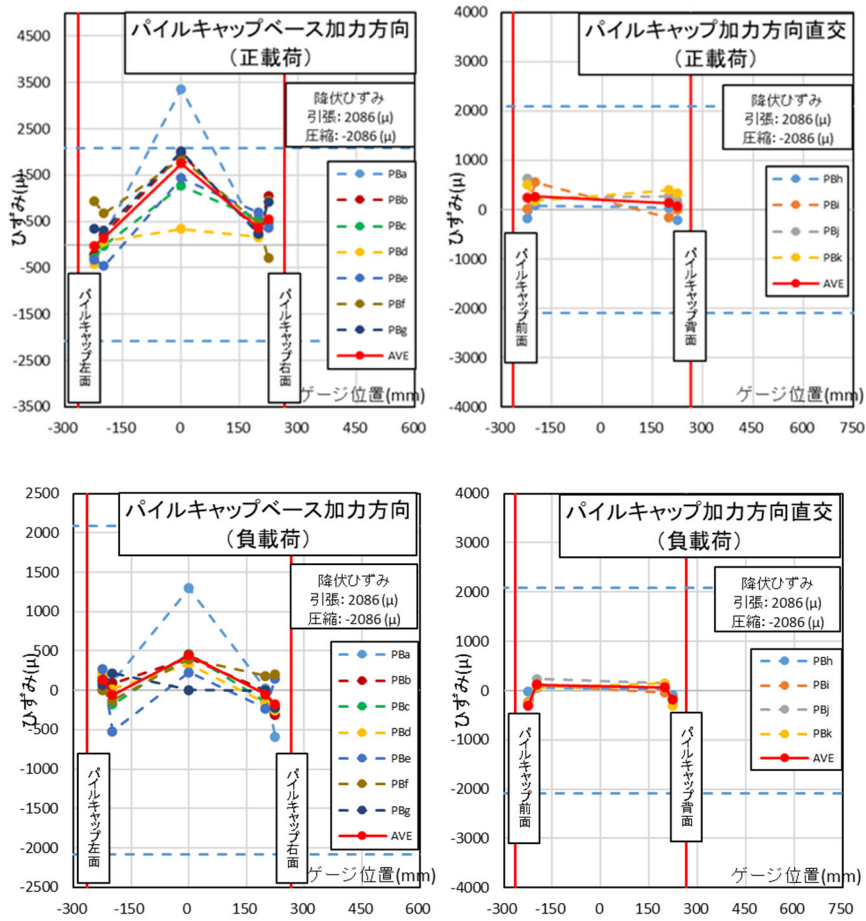 パイルキャップベース加力方向
（正載荷）
降伏ひずみ
引張: 2086 (μ)
圧縮: -2086 (μ)
ひずみ(μ)
4500
3500
2500
1500
500
-500
-1500
-2500
-3500
PBa
PBb
PBc
PBd
PBe
PBf
PBg
AVE
パイルキャップ左面
パイルキャップ右面
ゲージ位置(mm)
-300 -150 0 150 300 450 600
パイルキャップ加力方向直交
（正載荷）
降伏ひずみ
引張: 2086 (μ)
圧縮: -2086 (μ)
ひずみ(μ)
4000
3000
2000
1000
0
-1000
-2000
-3000
-4000
PBh
PBi
PBj
PBk
AVE
パイルキャップ前面
パイルキャップ背面
ゲージ位置(mm)
-300 -150 0 150 300 450 600 750
パイルキャップベース加力方向
（負載荷）
降伏ひずみ
引張: 2086 (μ)
圧縮: -2086 (μ)
ひずみ(μ)
2500
2000
1500
1000
500
0
-500
-1000
-1500
-2000
-2500
PBa
PBb
PBc
PBd
PBe
PBf
PBg
AVE
パイルキャップ左面
パイルキャップ右面
ゲージ位置(mm)
-300 -150 0 150 300 450 600
パイルキャップ加力方向直交
（負載荷）
降伏ひずみ
引張: 2086 (μ)
圧縮: -2086 (μ)
ひずみ(μ)
4000
3000
2000
1000
0
-1000
-2000
-3000
-4000
PBh
PBi
PBj
PBk
AVE
パイルキャップ前面
パイルキャップ背面
ゲージ位置(mm)
-300 -150 0 150 300 450 600 750